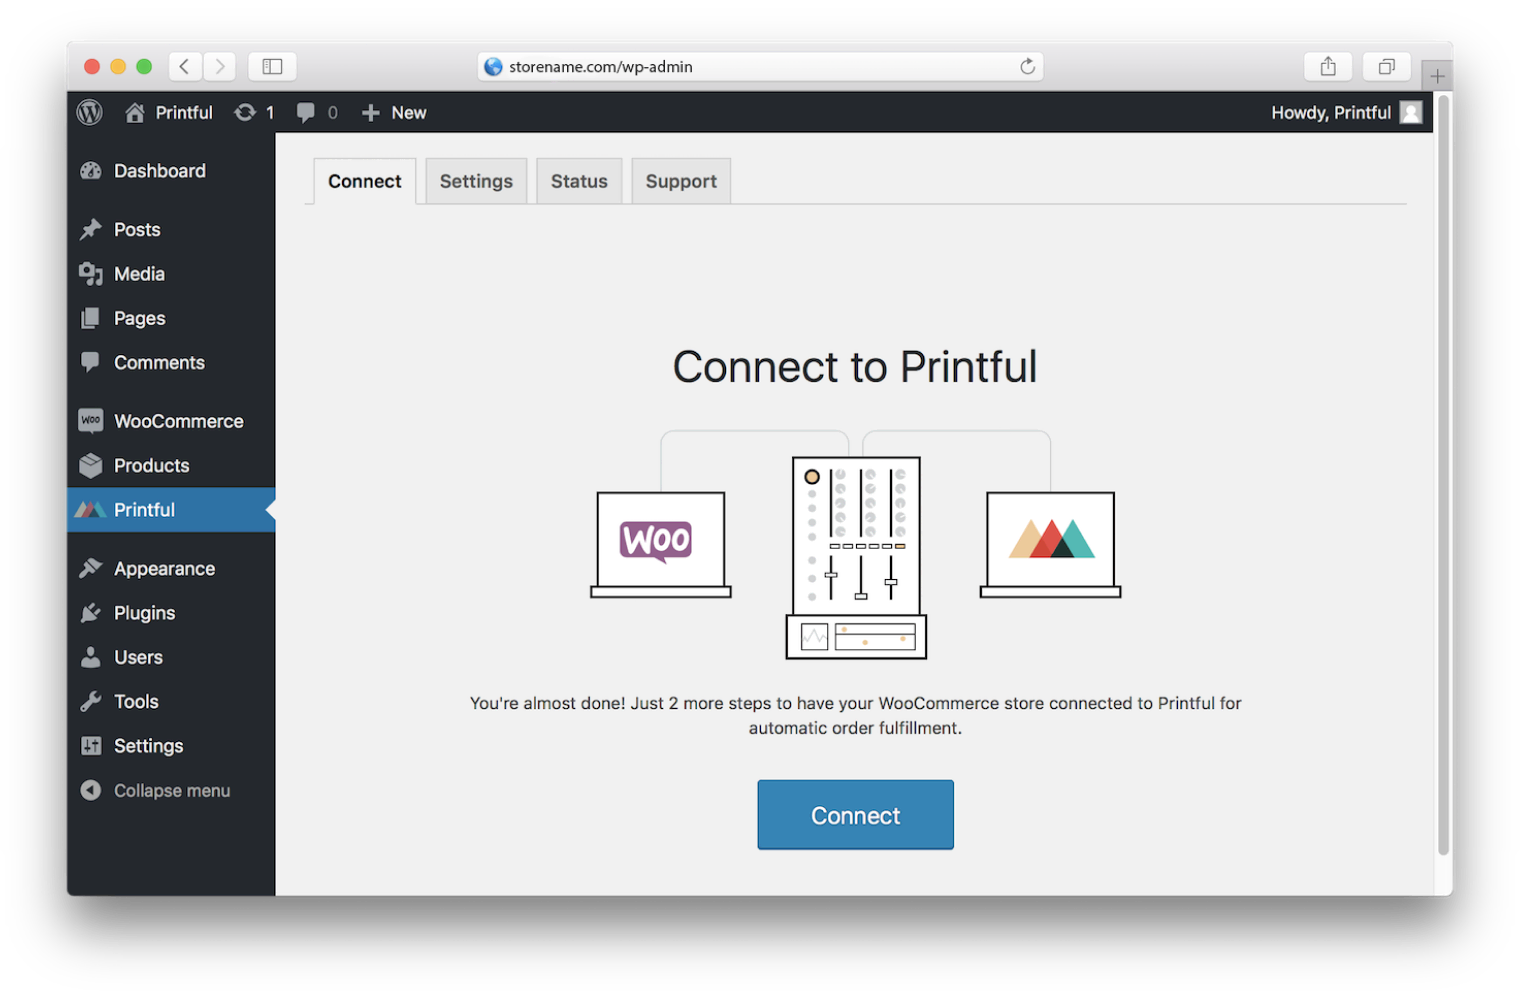 storename.com/wp-admin
Printful 1 0 New
Howdy, Printful
Dashboard
Posts
Media
Pages
Comments
WooCommerce
Products
Printful
Appearance
Plugins
Users
Tools
Settings
Collapse menu
Connect Settings Status Support
Connect to Printful
WOO
You're almost done! Just 2 more steps to have your WooCommerce store connected to Printful for
automatic order fulfillment.
Connect